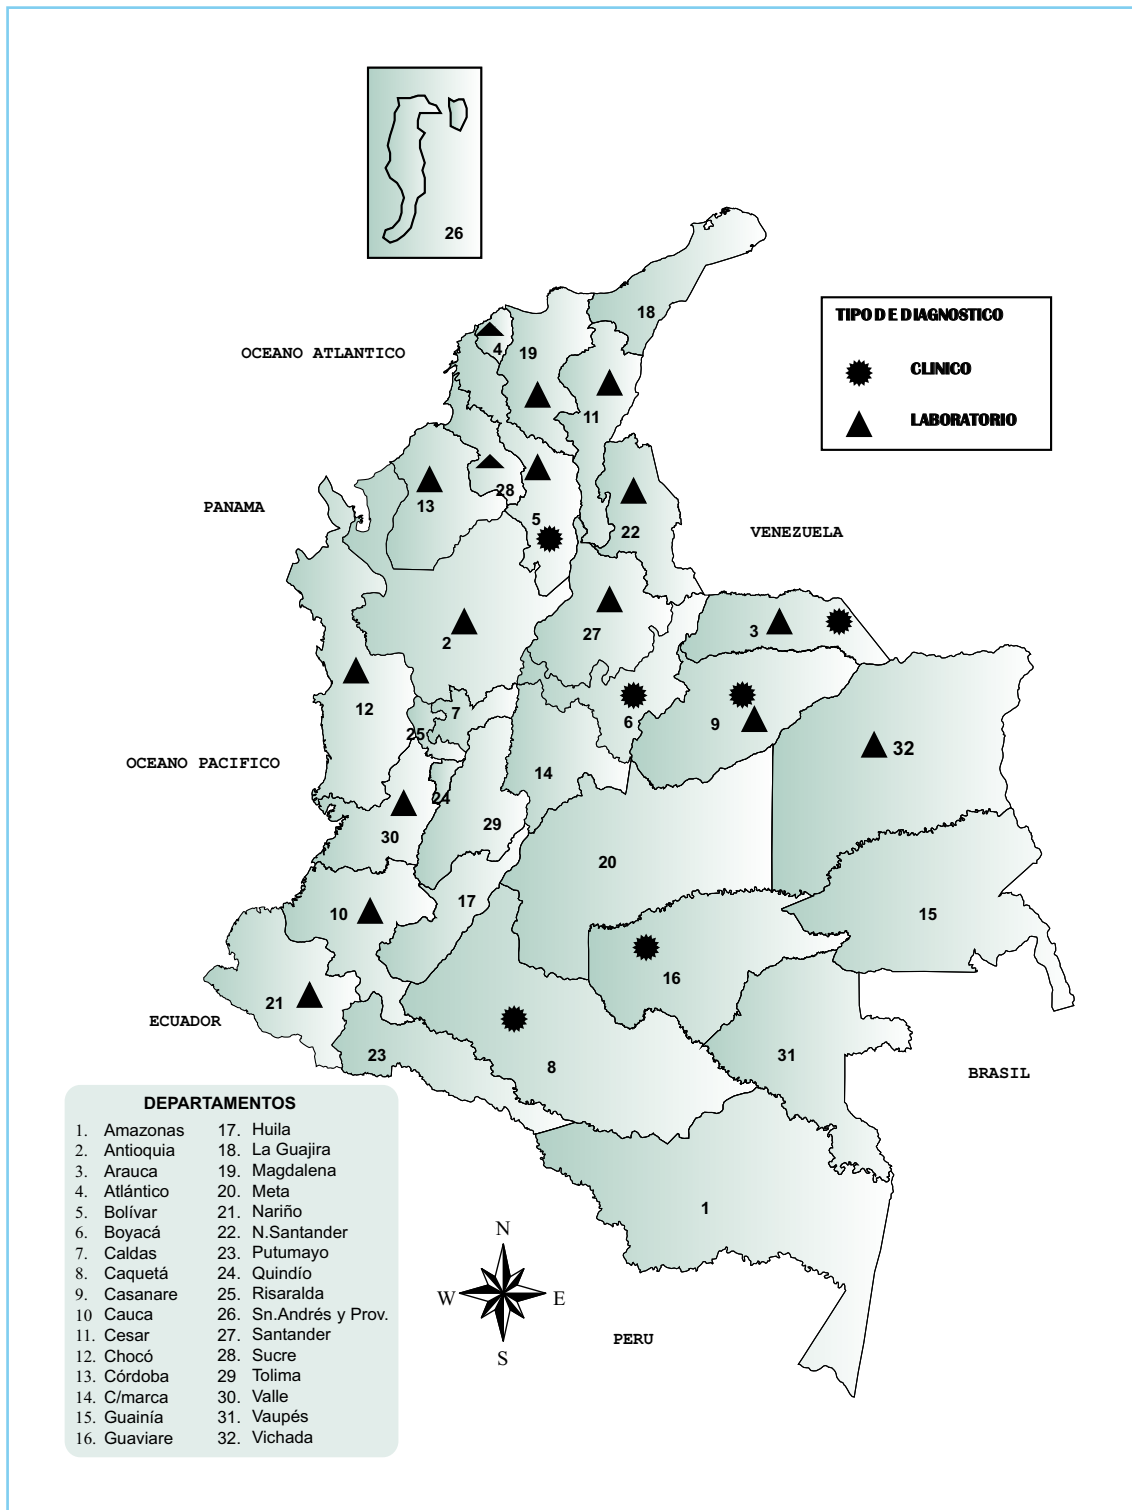 26
18
TIPO DE DIAGNOSTICO
CLINICO
LABORATORIO
OCEANO ATLANTICO
4
19
11
PANAMA
13
28
5
22
VENEZUELA
2
27
3
12
25
7
6
9
32
OCEANO PACIFICO
14
24
30
29
20
10
17
15
21
16
ECUADOR
23
8
31
BRASIL
1
DEPARTAMENTOS
1. Amazonas
2. Antioquia
3. Arauca
4. Atlántico
5. Bolívar
6. Boyacá
7. Caldas
8. Caquetá
9. Casanare
10 Cauca
11. Cesar
12. Chocó
13. Córdoba
14. C/marca
15. Guainía
16. Guaviare
17. Huila
18. La Guajira
19. Magdalena
20. Meta
21. Nariño
22. N.Santander
23. Putumayo
24. Quindío
25. Risaralda
26. Sn.Andrés y Prov.
27. Santander
28. Sucre
29 Tolima
30. Valle
31. Vaupés
32. Vichada
N
W E
S
PERU